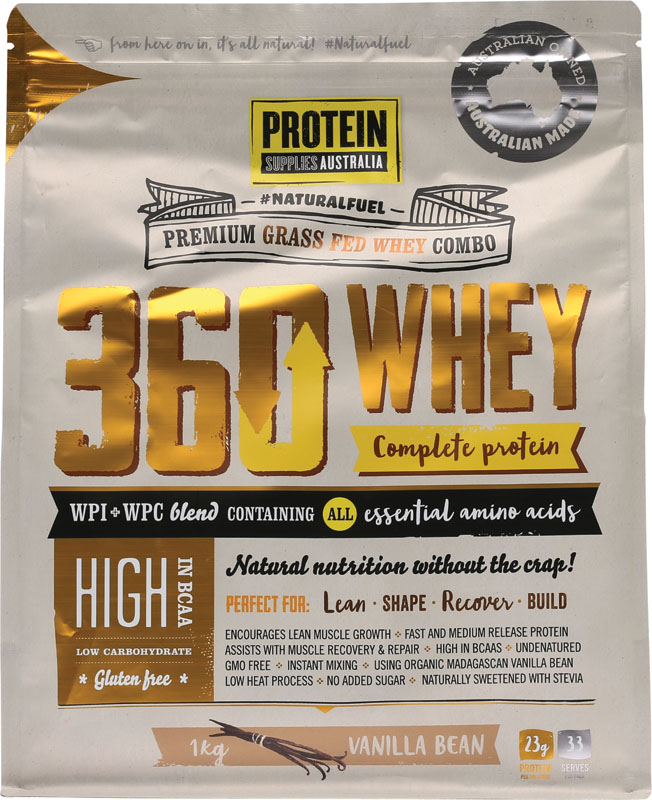 from here on in, it's all natural! #Naturalfuel
AUSTRALIAN OWNED
AUSTRALIAN MADE
PROTEIN
SUPPLIES AUSTRALIA
- #NATURALFUEL -
PREMIUM GRASS FED WHEY COMBO
360 WHEY
Complete protein
WPI + WPC blend CONTAINING ALL essential amino acids
HIGH IN BCAA
LOW CARBOHYDRATE
* Gluten free *
Natural nutrition without the crap!
PERFECT FOR: Lean · SHAPE · Recover · BUILD
ENCOURAGES LEAN MUSCLE GROWTH ❖ FAST AND MEDIUM RELEASE PROTEIN
ASSISTS WITH MUSCLE RECOVERY & REPAIR ❖ HIGH IN BCAAS ❖ UNDENATURED
GMO FREE ❖ INSTANT MIXING ❖ USING ORGANIC MADAGASCAN VANILLA BEAN
LOW HEAT PROCESS ❖ NO ADDED SUGAR ❖ NATURALLY SWEETENED WITH STEVIA
1kg VANILLA BEAN
23g 33
PROTEIN SERVES